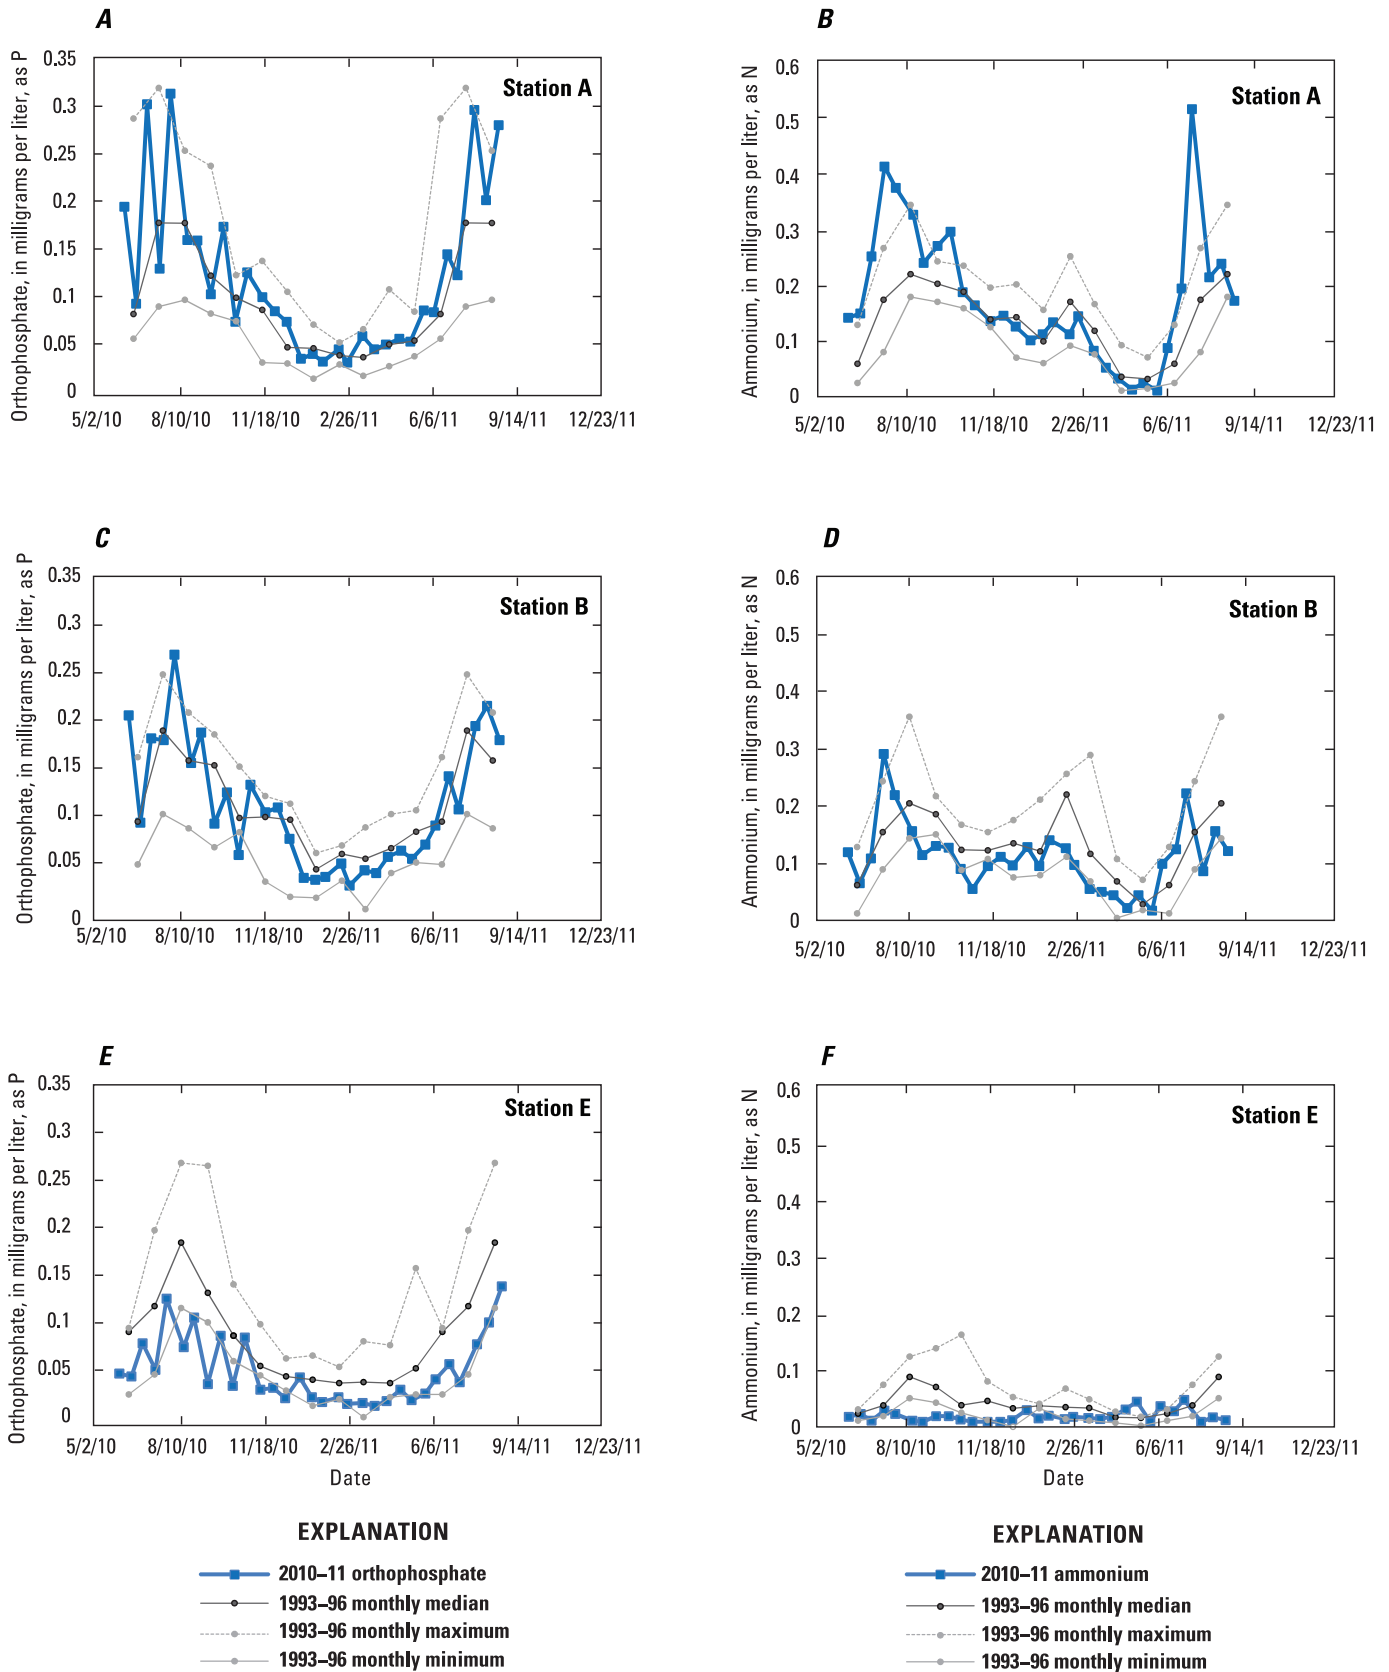 A
Orthophosphate, in milligrams per liter, as P
0.35
0.3
0.25
0.2
0.15
0.1
0.05
0
Station A
5/2/10 8/10/10 11/18/10 2/26/11 6/6/11 9/14/11 12/23/11
B
Ammonium, in milligrams per liter, as N
0.6
0.5
0.4
0.3
0.2
0.1
0
Station A
5/2/10 8/10/10 11/18/10 2/26/11 6/6/11 9/14/11 12/23/11
C
Orthophosphate, in milligrams per liter, as P
0.35
0.3
0.25
0.2
0.15
0.1
0.05
0
Station B
5/2/10 8/10/10 11/18/10 2/26/11 6/6/11 9/14/11 12/23/11
D
Ammonium, in milligrams per liter, as N
0.6
0.5
0.4
0.3
0.2
0.1
0
Station B
5/2/10 8/10/10 11/18/10 2/26/11 6/6/11 9/14/11 12/23/11
E
Orthophosphate, in milligrams per liter, as P
0.35
0.3
0.25
0.2
0.15
0.1
0.05
0
Station E
5/2/10 8/10/10 11/18/10 2/26/11 6/6/11 9/14/11 12/23/11
Date
F
Ammonium, in milligrams per liter, as N
0.6
0.5
0.4
0.3
0.2
0.1
0
Station E
5/2/10 8/10/10 11/18/10 2/26/11 6/6/11 9/14/1 12/23/11
Date
EXPLANATION
2010–11 orthophosphate
1993–96 monthly median
1993–96 monthly maximum
1993–96 monthly minimum
EXPLANATION
2010–11 ammonium
1993–96 monthly median
1993–96 monthly maximum
1993–96 monthly minimum